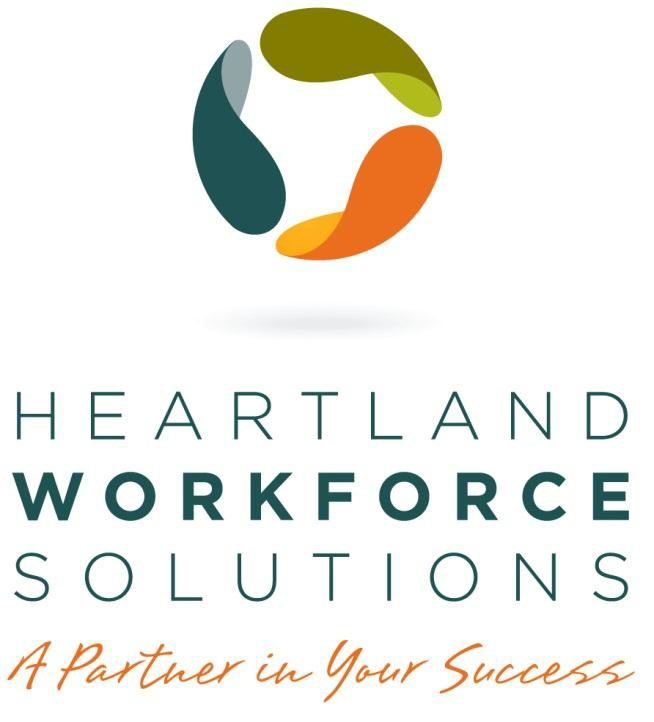 HEARTLAND
WORKFORCE
SOLUTIONS
A Partner in Your Success